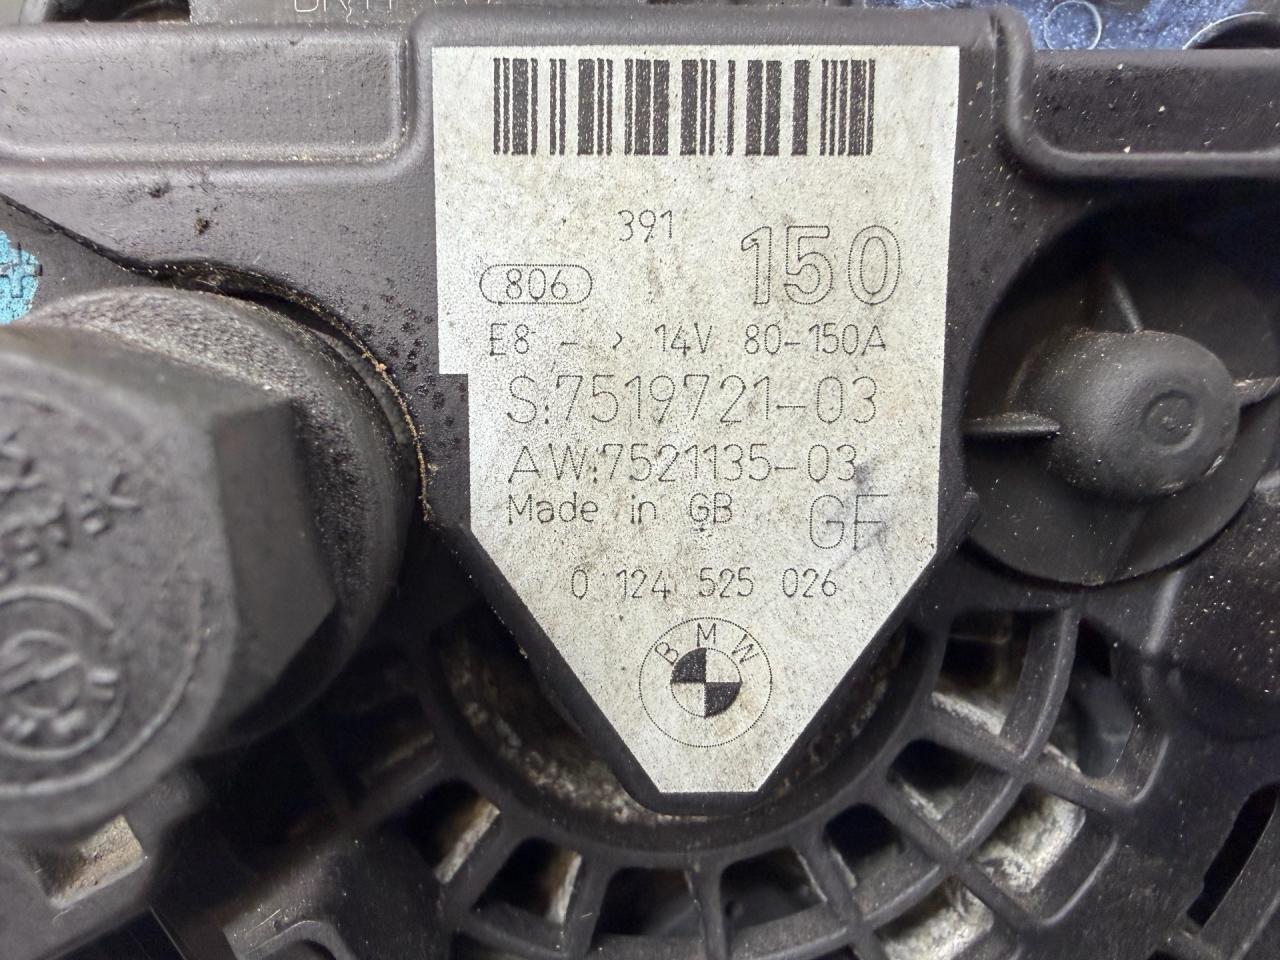 391
150
806
E8 - > 14V 80-150A
S:7519721-03
AW:7521135-03
Made in GB
GF
0 124 525 026
BMW